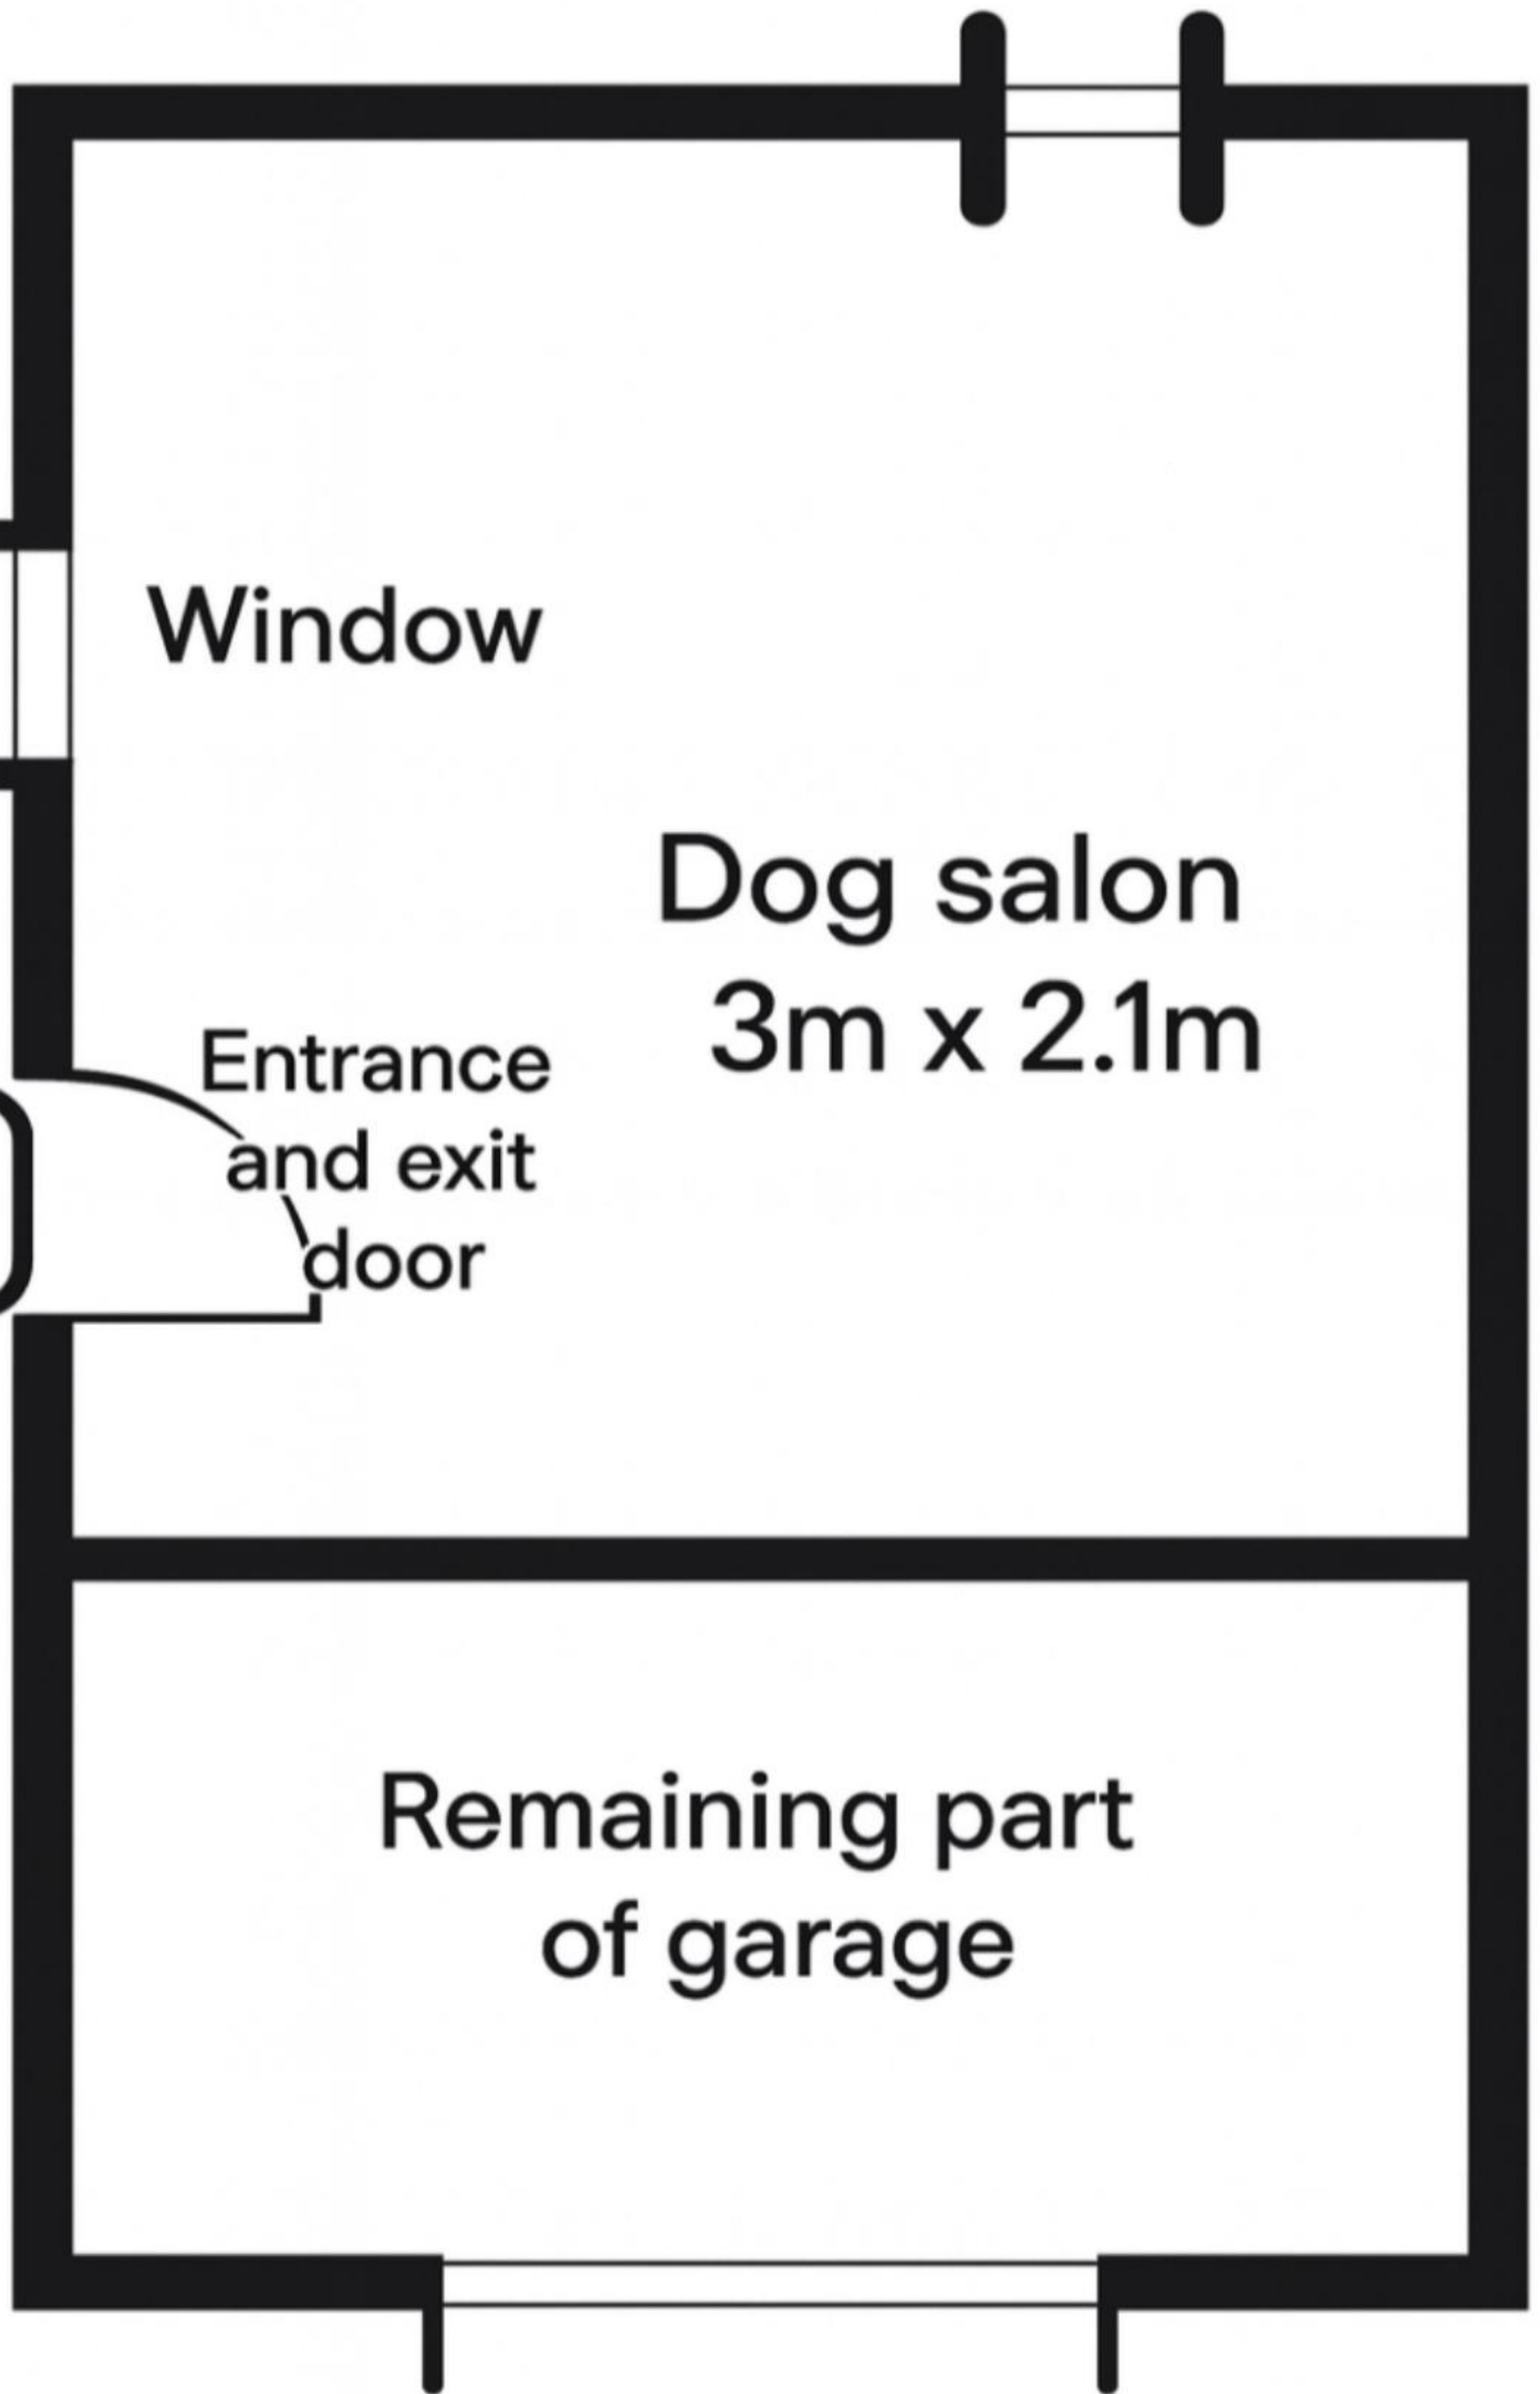 Window
Dog salon
3m x 2.1m
Entrance
and exit
door
Remaining part
of garage